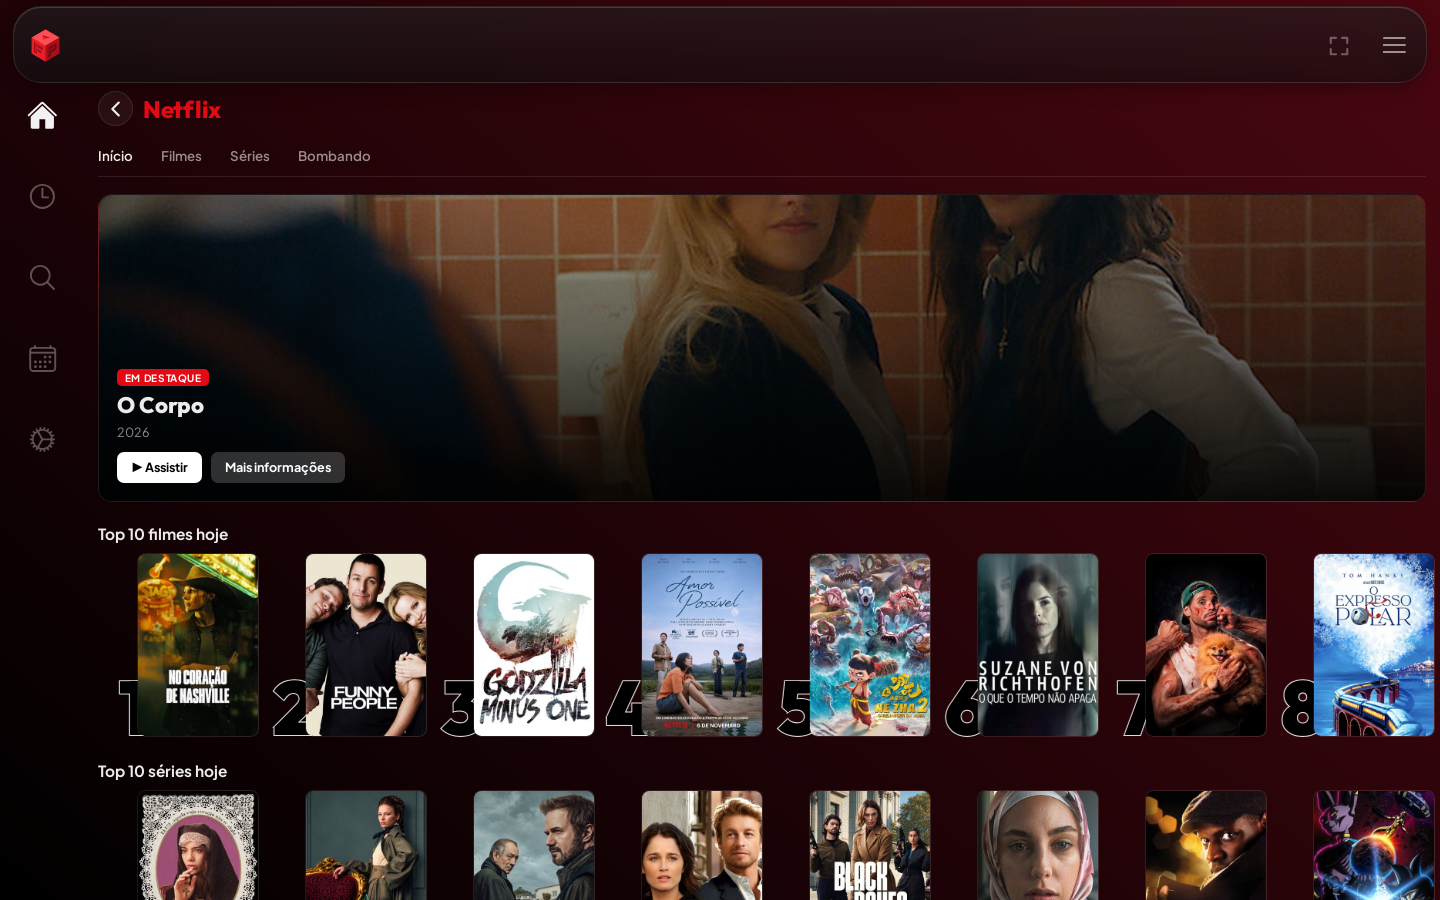 Netflix
Início
Filmes
Séries
Bombando
EM DESTAQUE
O Corpo
2026
Assistir
Mais informações
Top 10 filmes hoje
1
NO CORAÇÃO
DE NASHVILLE
2
FUNNY
PEOPLE
3
GODZILLA
MINUS ONE
4
Amor
Possível
6 DE NOVEMBRO
5
NE ZHA 2
6
SUZANE VON
RICHTHOFEN
O QUE O TEMPO NÃO APAGA
7
8
TOM HANKS
O
EXPRESSO
POLAR
Top 10 séries hoje
BLACK